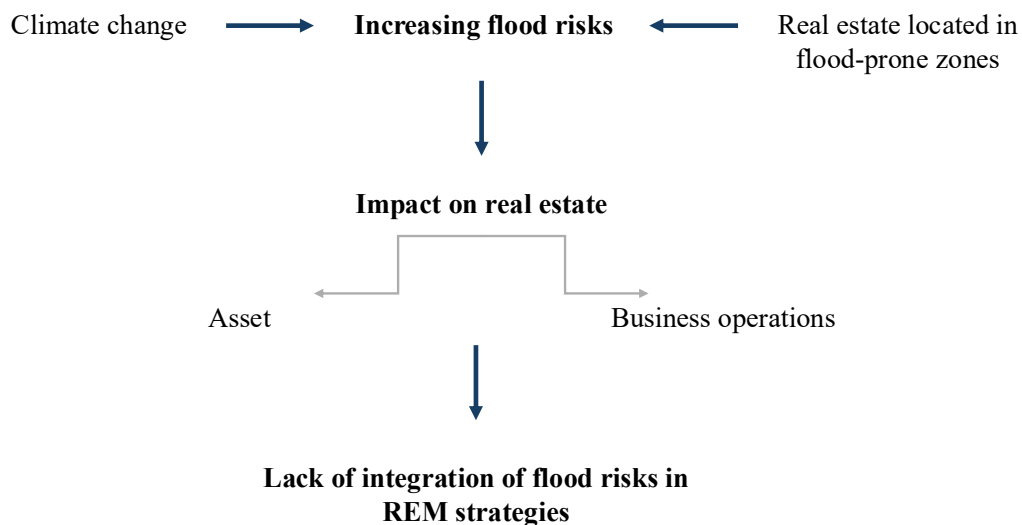 Climate change
Increasing flood risks
Real estate located in
flood-prone zones
Impact on real estate
Asset
Business operations
Lack of integration of flood risks in
REM strategies